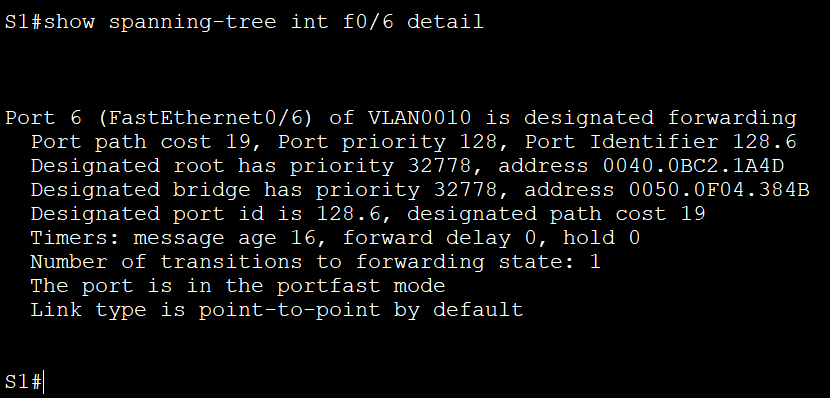 S1#show spanning-tree int f0/6 detail
Port 6 (FastEthernet0/6) of VLAN0010 is designated forwarding
Port path cost 19, Port priority 128, Port Identifier 128.6
Designated root has priority 32778, address 0040.0BC2.1A4D
Designated bridge has priority 32778, address 0050.0F04.384B
Designated port id is 128.6, designated path cost 19
Timers: message age 16, forward delay 0, hold 0
Number of transitions to forwarding state: 1
The port is in the portfast mode
Link type is point-to-point by default
S1#